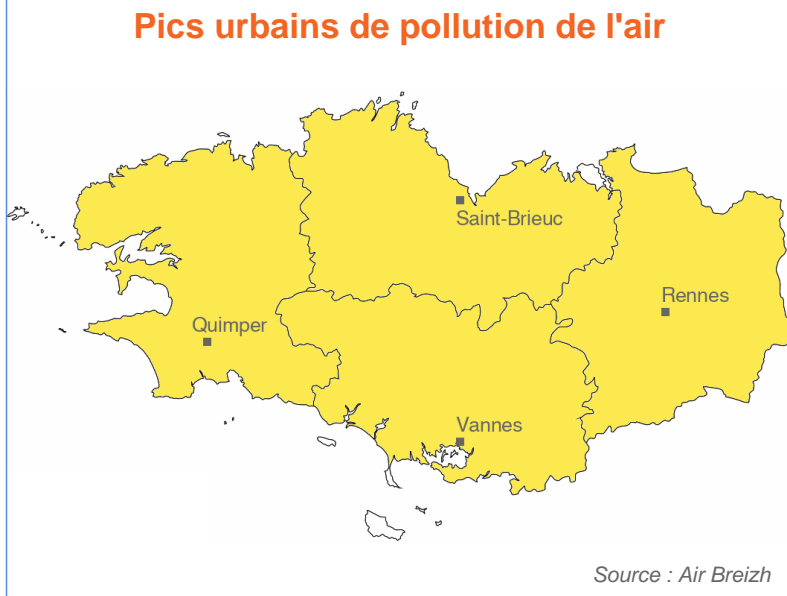 Pics urbains de pollution de l'air
Saint-Brieuc
Rennes
Quimper
Vannes
Source : Air Breizh